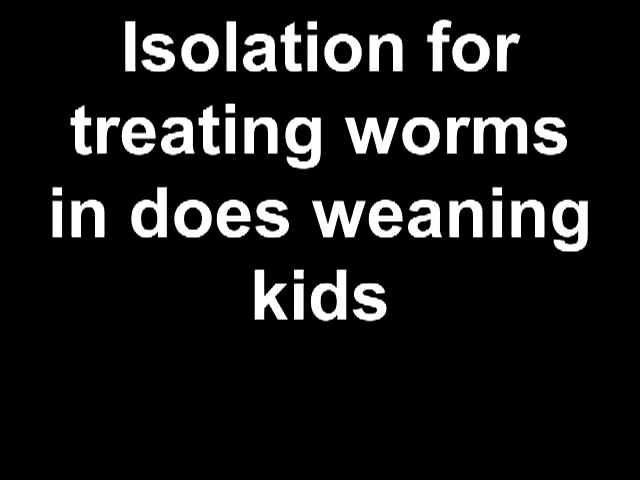 Isolation for
treating worms
in does weaning
kids